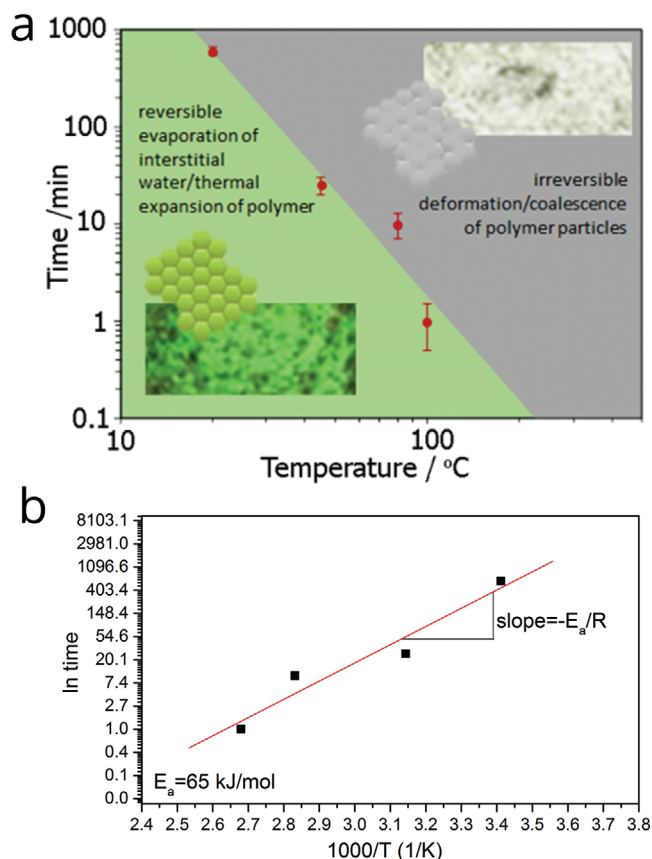 a
1000
100
10
1
0.1
Time /min
reversible
evaporation of
interstitial
water/thermal
expansion of polymer
irreversible
deformation/coalescence
of polymer particles
10
100
Temperature / °C
b
8103.1
2981.0
1096.6
403.4
148.4
54.6
20.1
7.4
2.7
1.0
0.4
0.1
0.0
ln time
slope=-Eₐ/R
Eₐ=65 kJ/mol
2.4 2.5 2.6 2.7 2.8 2.9 3.0 3.1 3.2 3.3 3.4 3.5 3.6 3.7 3.8
1000/T (1/K)